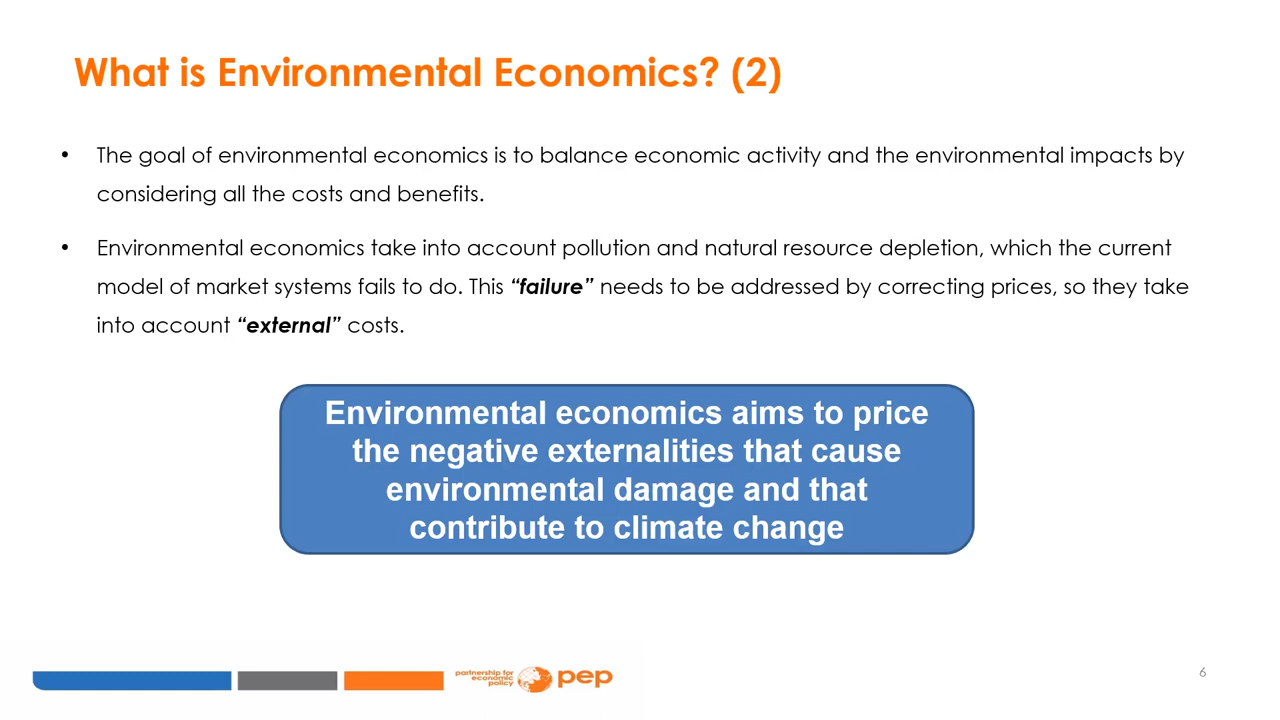 What is Environmental Economics? (2)
• The goal of environmental economics is to balance economic activity and the environmental impacts by
considering all the costs and benefits.
• Environmental economics take into account pollution and natural resource depletion, which the current
model of market systems fails to do. This “failure” needs to be addressed by correcting prices, so they take
into account “external” costs.
Environmental economics aims to price
the negative externalities that cause
environmental damage and that
contribute to climate change
partnership for
economic
policy
pep
6